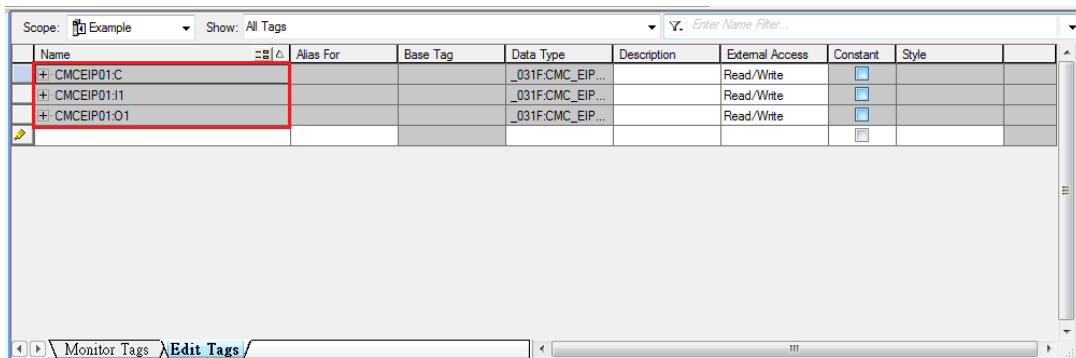 Scope: Example Show: All Tags Enter Name Filter...
Name Alias For Base Tag Data Type Description External Access Constant Style
CMCEIP01:C _031F:CMC_EIP... Read/Write
CMCEIP01:I1 _031F:CMC_EIP... Read/Write
CMCEIP01:O1 _031F:CMC_EIP... Read/Write
Monitor Tags Edit Tags